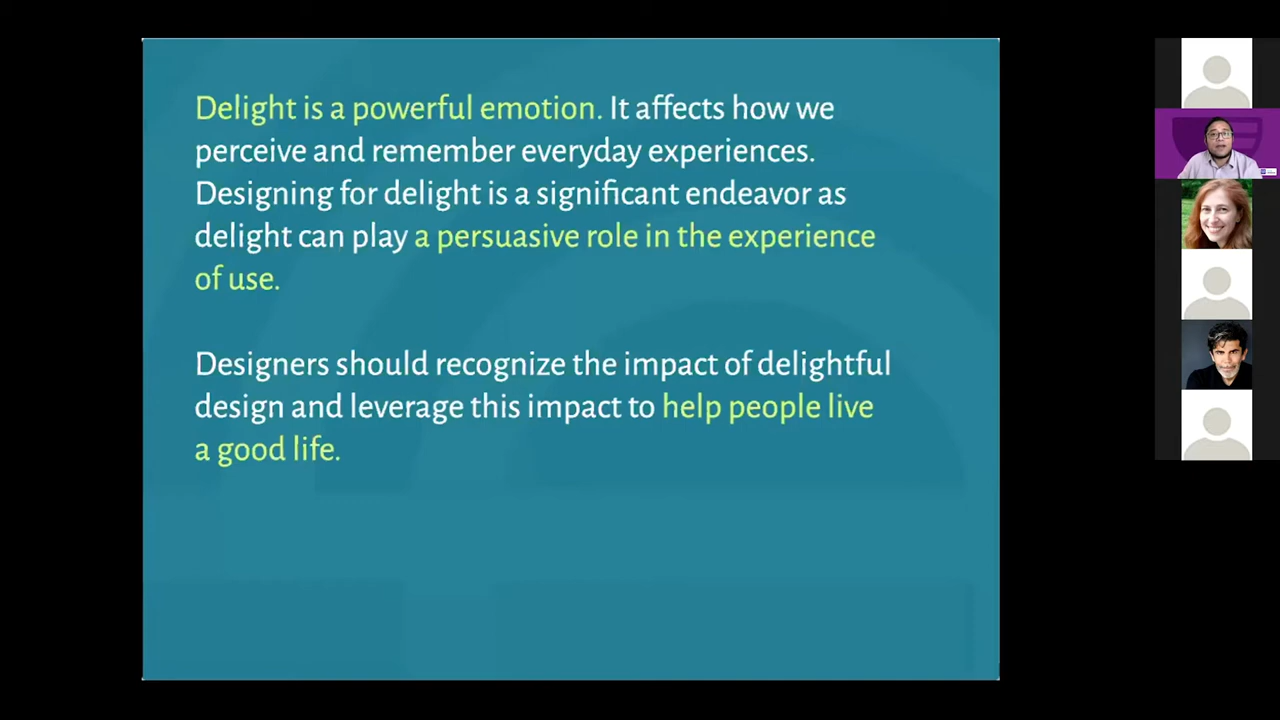 Delight is a powerful emotion. It affects how we
perceive and remember everyday experiences.
Designing for delight is a significant endeavor as
delight can play a persuasive role in the experience
of use.
Designers should recognize the impact of delightful
design and leverage this impact to help people live
a good life.